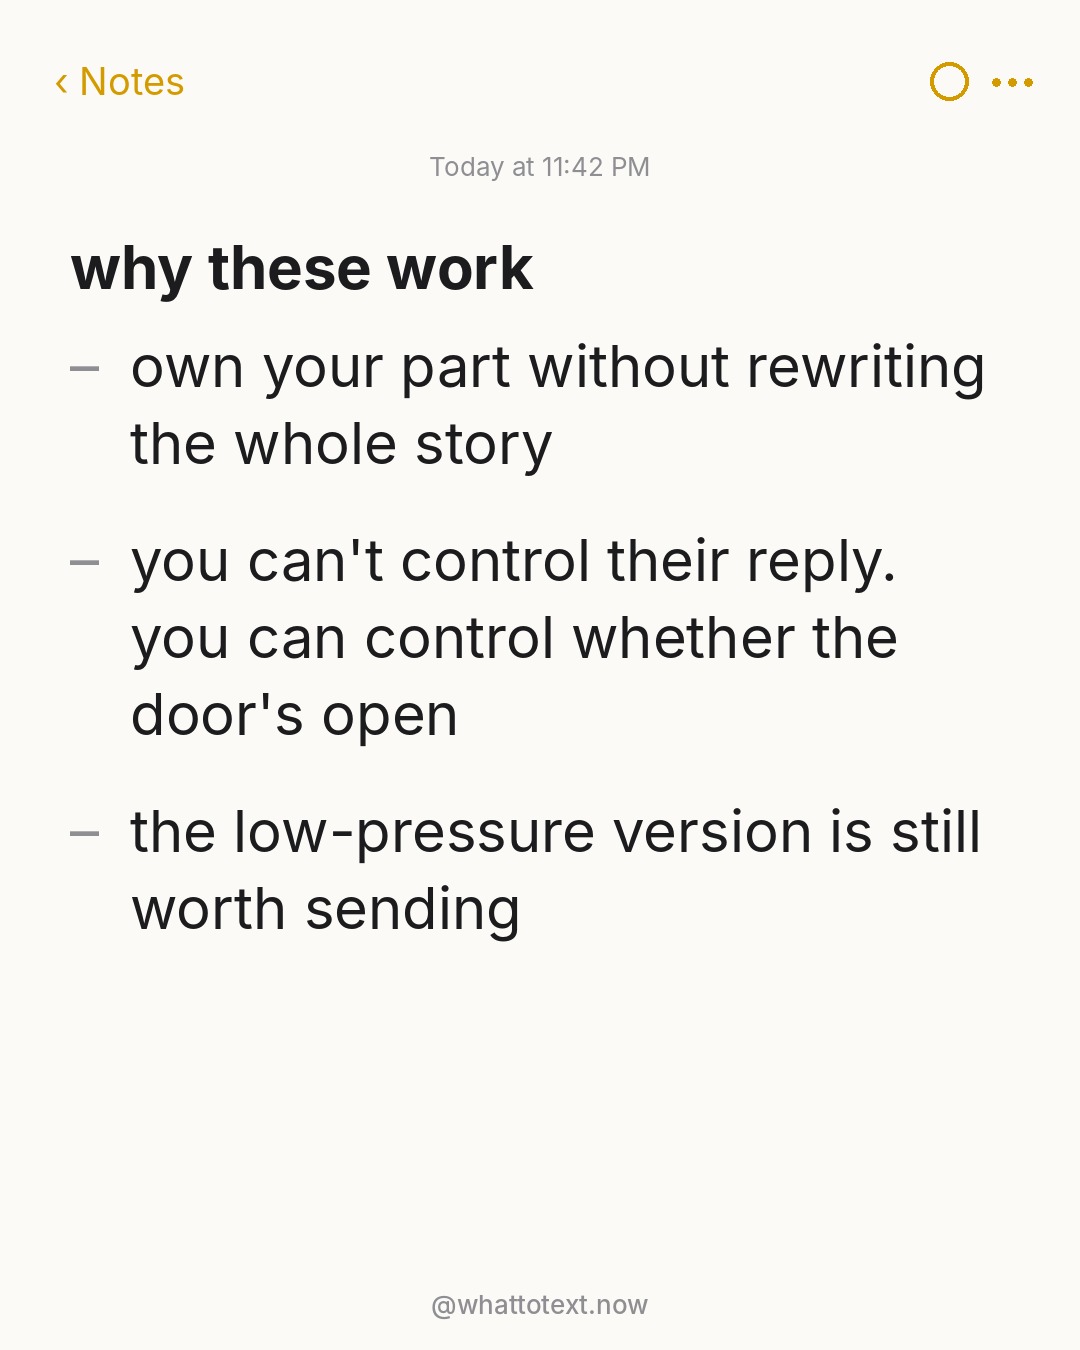 ‹ Notes
Today at 11:42 PM
why these work
– own your part without rewriting
the whole story
– you can't control their reply.
you can control whether the
door's open
– the low-pressure version is still
worth sending
@whattotext.now